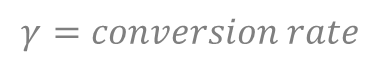 γ = conversion rate